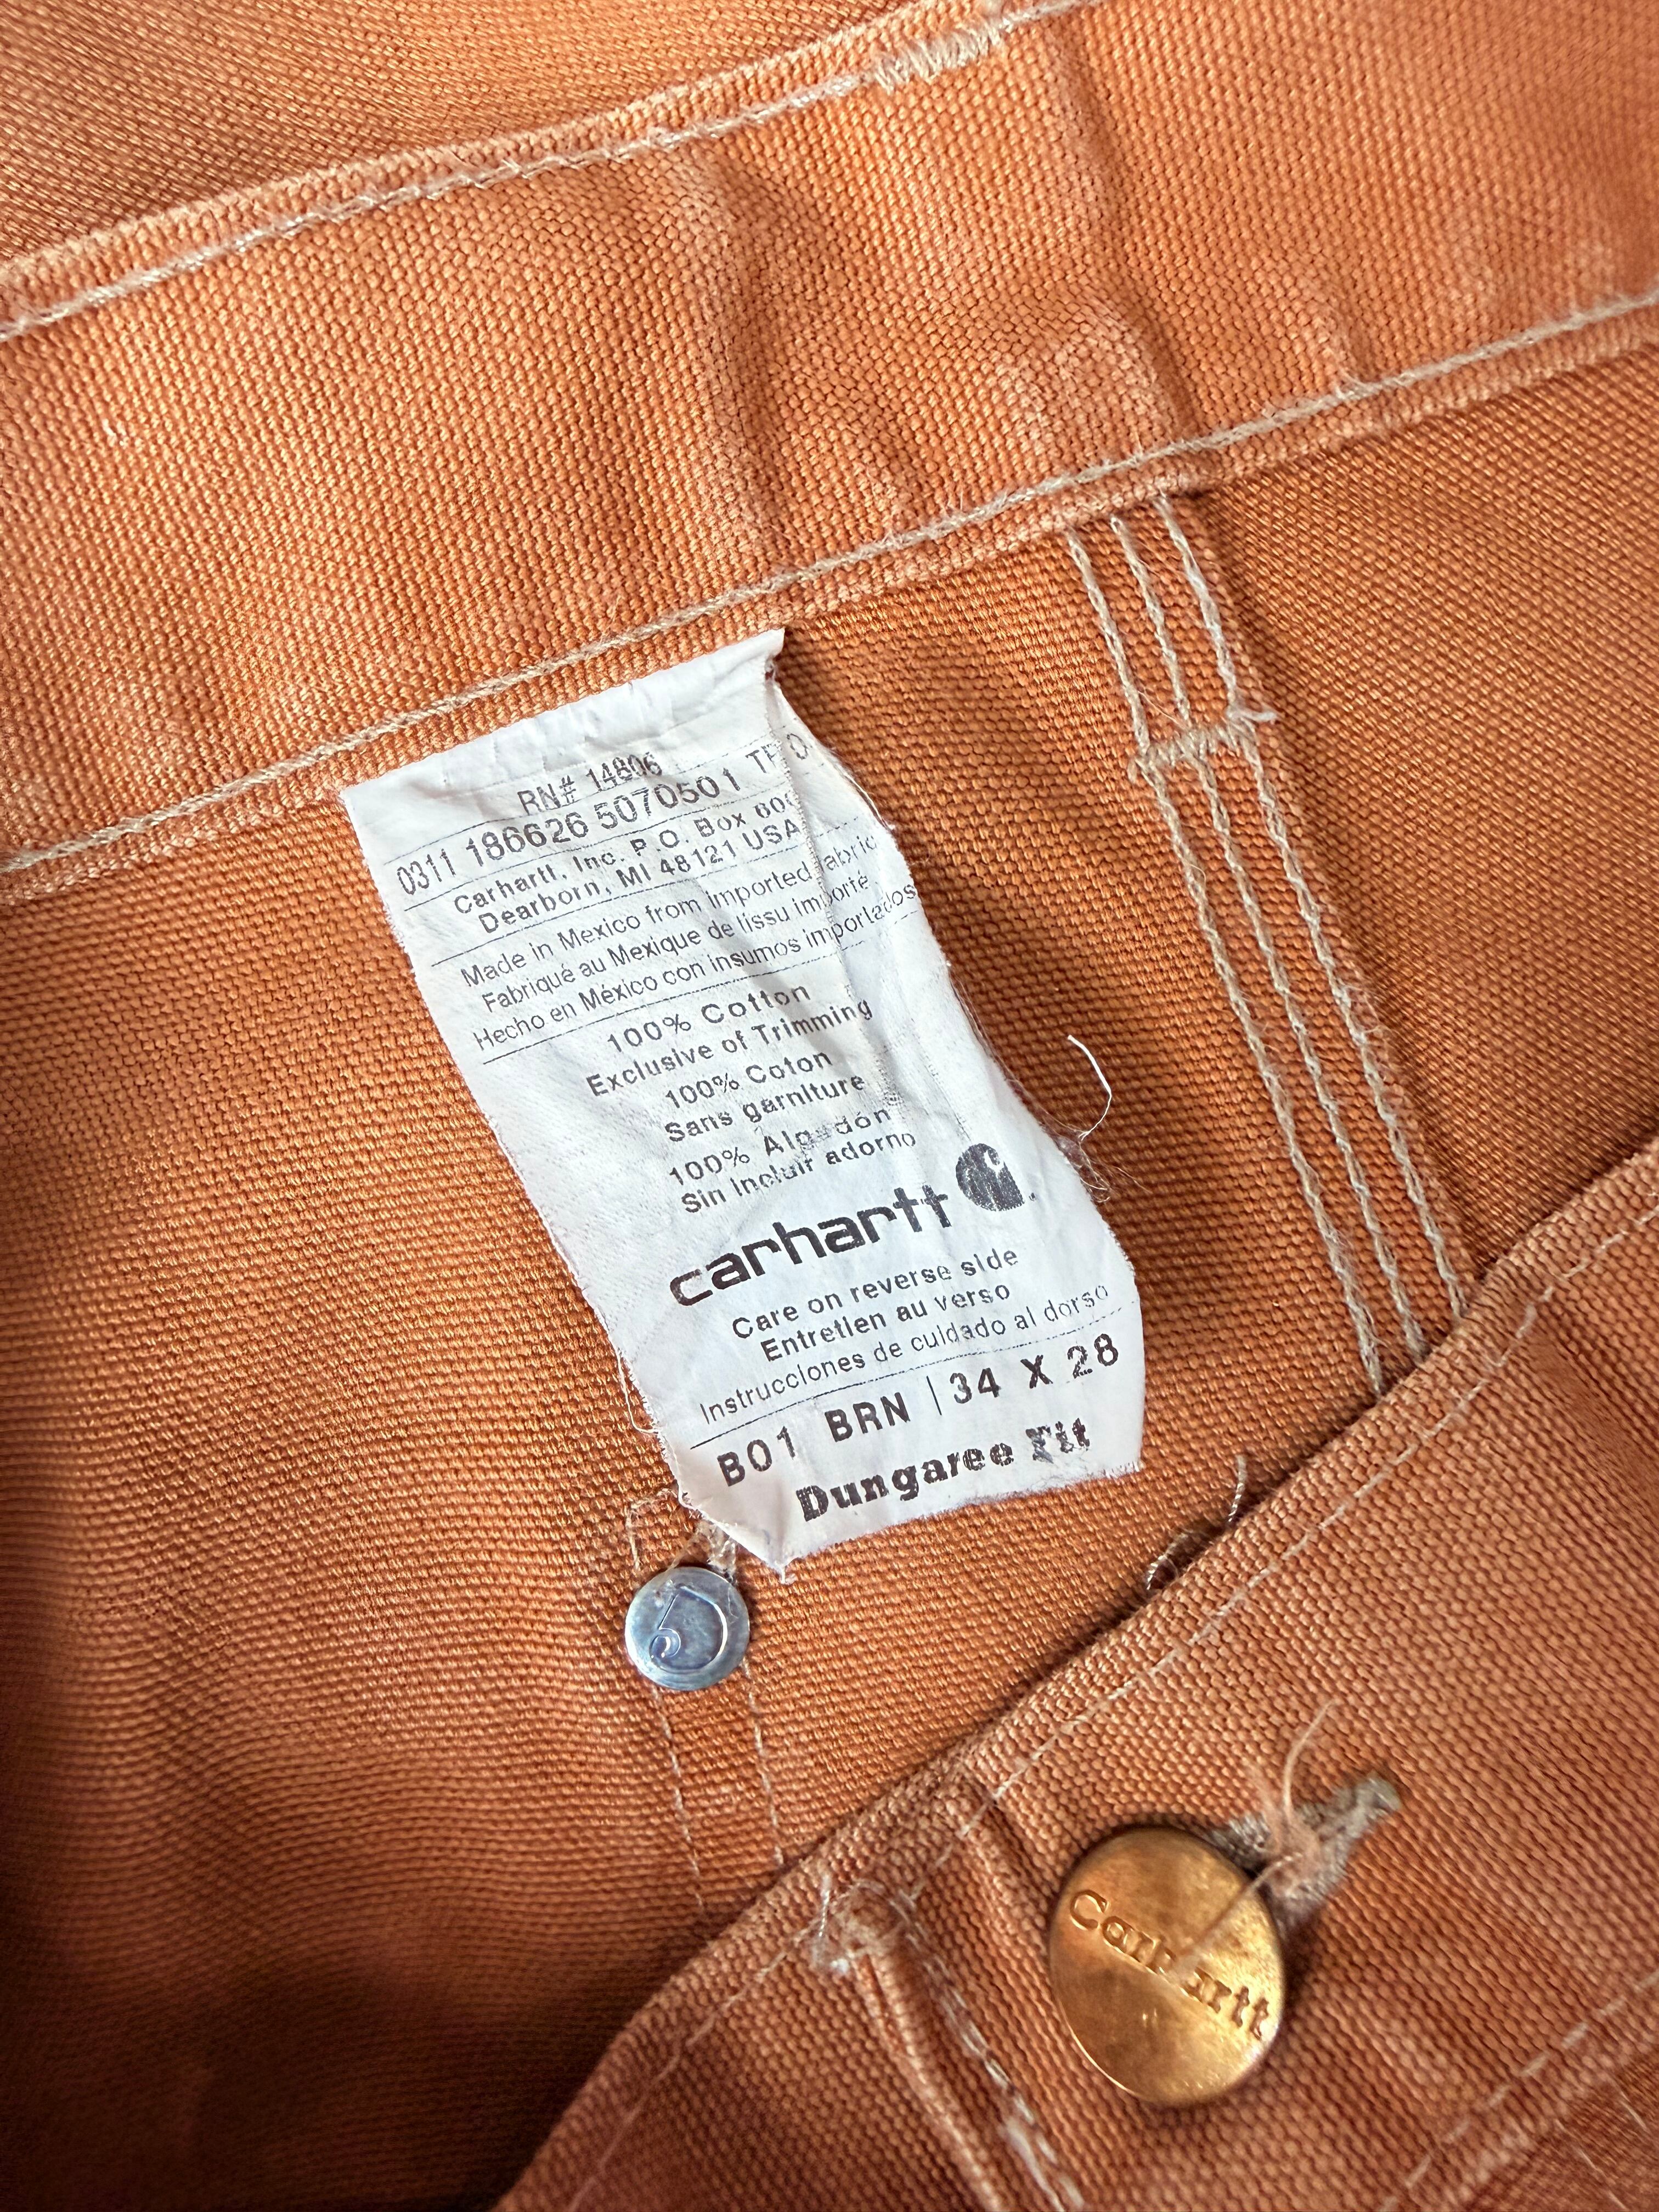 RN# 14806
0311 186626 5070501 TP 0
Carhartt, Inc. P.O. Box 600
Dearborn, MI 48121 USA
Made in Mexico from Imported Fabric
Fabriqué au Mexique de tissu importé
Hecho en México con insumos importados
100% Cotton
Exclusive of Trimming
100% Coton
Sans garniture
100% Algodón
Sin incluir adorno
carhartt
Care on reverse side
Entretien au verso
Instrucciones de cuidado al dorso
B01 BRN | 34 X 28
Dungaree Fit
Carhartt